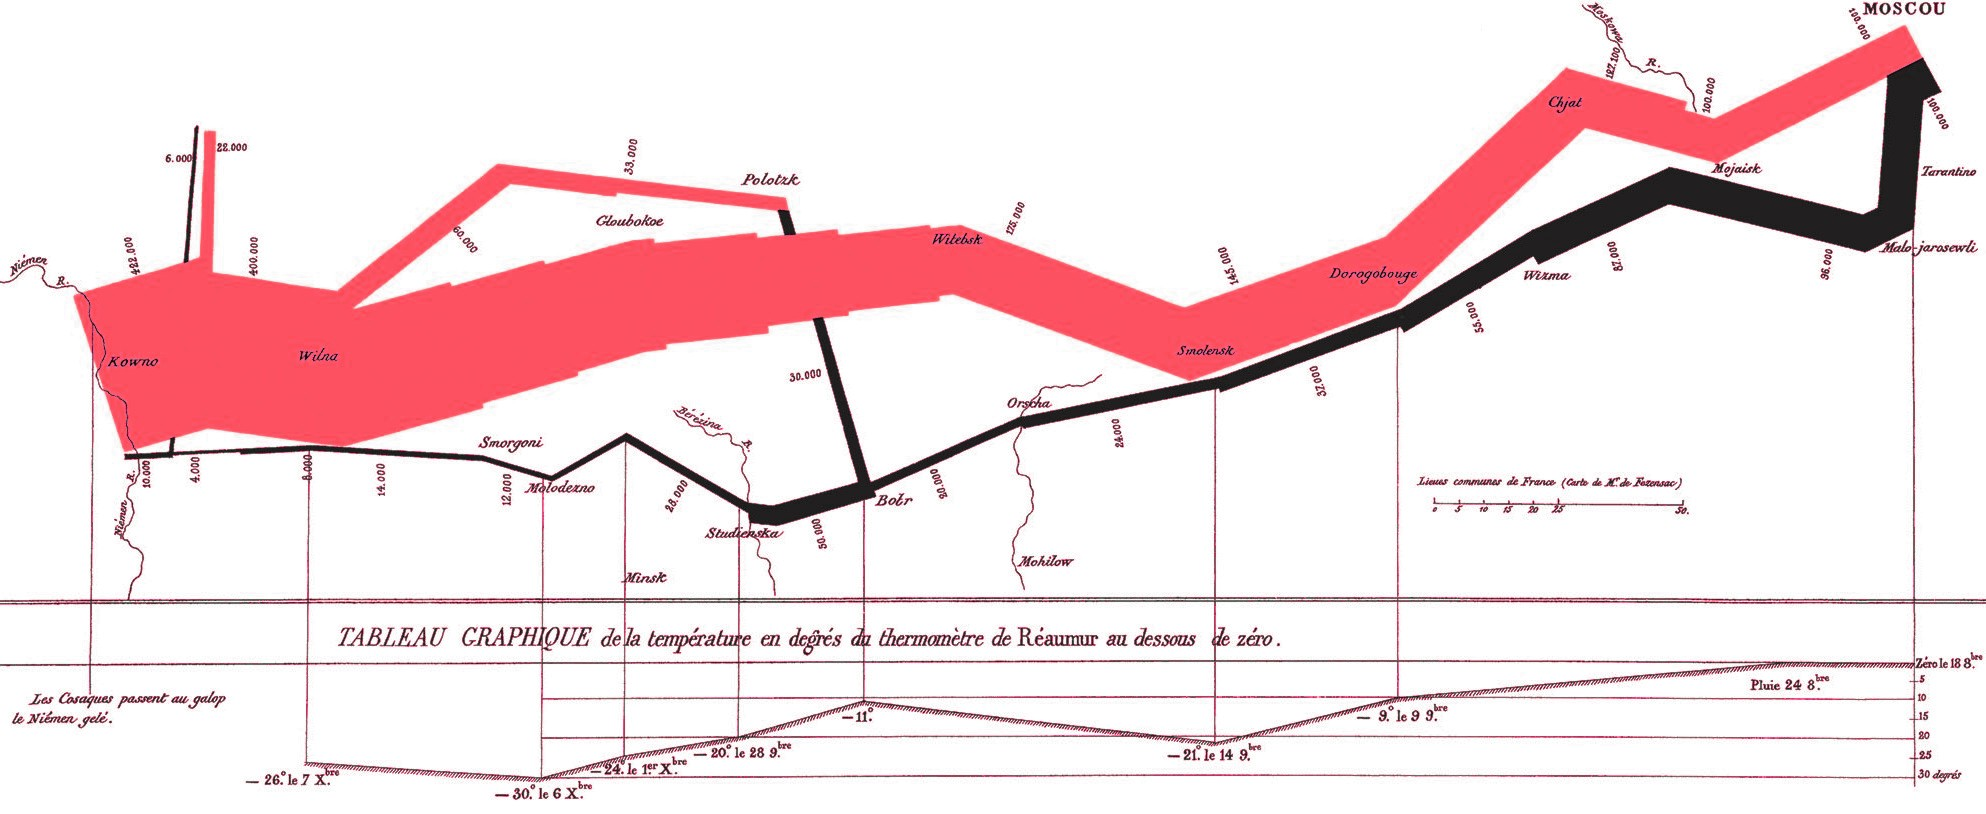 MOSCOU
100.000
Moskowa R.
127.100
100.000
Chjat
Mojaisk
100.000
Tarantino
Malo-jarosewli
6.000
22.000
33.000
Polotzk
Gloubokoe
60.000
422.000
400.000
Niémen R.
Witebsk
175.000
145.000
Dorogobouge
Wizma
87.000
96.000
55.000
Kowno
Wilna
Smolensk
30.000
37.000
Orscha
24.000
Bérézina R.
Smorgoni
10.000
4.000
8.000
14.000
12.000
Molodezno
28.000
20.000
Bobr
Studienska
50.000
Niémen R.
Minsk
Mohilow
Lieues communes de France (Carte de M. de Fezensac)
0 5 10 15 20 25 50.
TABLEAU GRAPHIQUE de la température en degrés du thermomètre de Réaumur au dessous de zéro.
Les Cosaques passent au galop
le Niémen gelé.
Zéro le 18 8.bre
5
10
15
20
25
30 degrés
Pluie 24 8.bre
— 9.° le 9 9.bre
— 21.° le 14 9.bre
— 11.°
— 20.° le 28 9.bre
— 24.° le 1.er X.bre
— 30.° le 6 X.bre
— 26.° le 7 X.bre